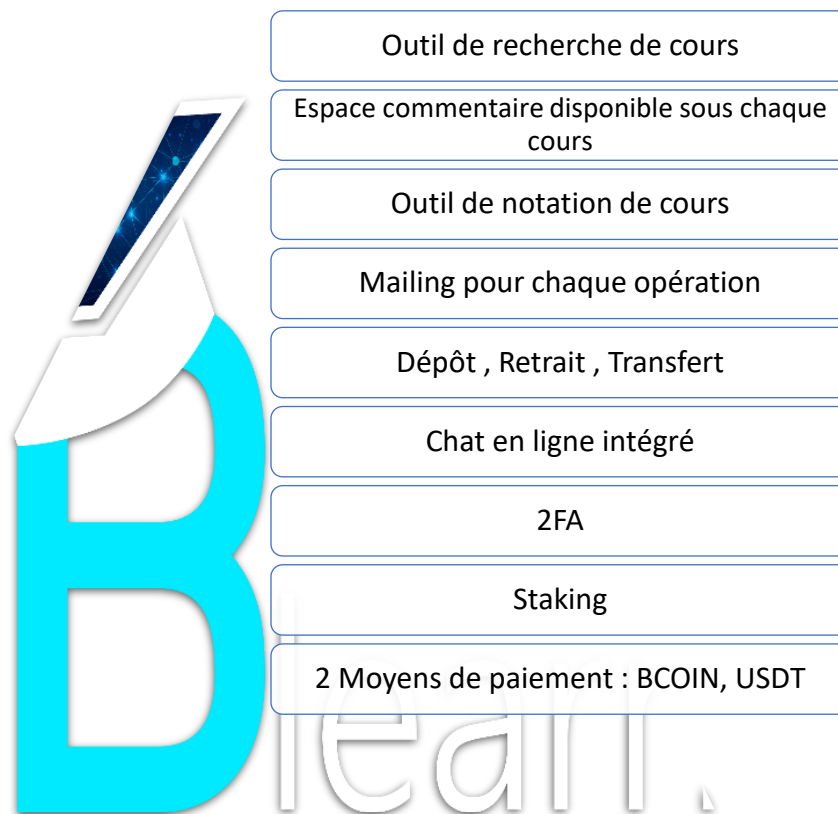 Outil de recherche de cours
Espace commentaire disponible sous chaque
cours
Outil de notation de cours
Mailing pour chaque opération
Dépôt , Retrait , Transfert
Chat en ligne intégré
2FA
Staking
2 Moyens de paiement : BCOIN, USDT
Blearn